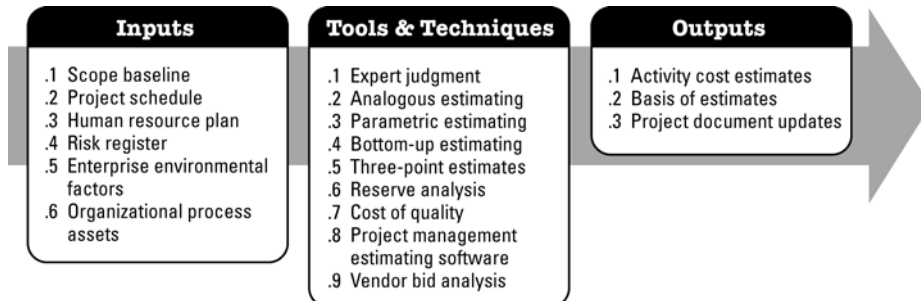 Inputs
.1 Scope baseline
.2 Project schedule
.3 Human resource plan
.4 Risk register
.5 Enterprise environmental
factors
.6 Organizational process
assets
Tools & Techniques
.1 Expert judgment
.2 Analogous estimating
.3 Parametric estimating
.4 Bottom-up estimating
.5 Three-point estimates
.6 Reserve analysis
.7 Cost of quality
.8 Project management
estimating software
.9 Vendor bid analysis
Outputs
.1 Activity cost estimates
.2 Basis of estimates
.3 Project document updates